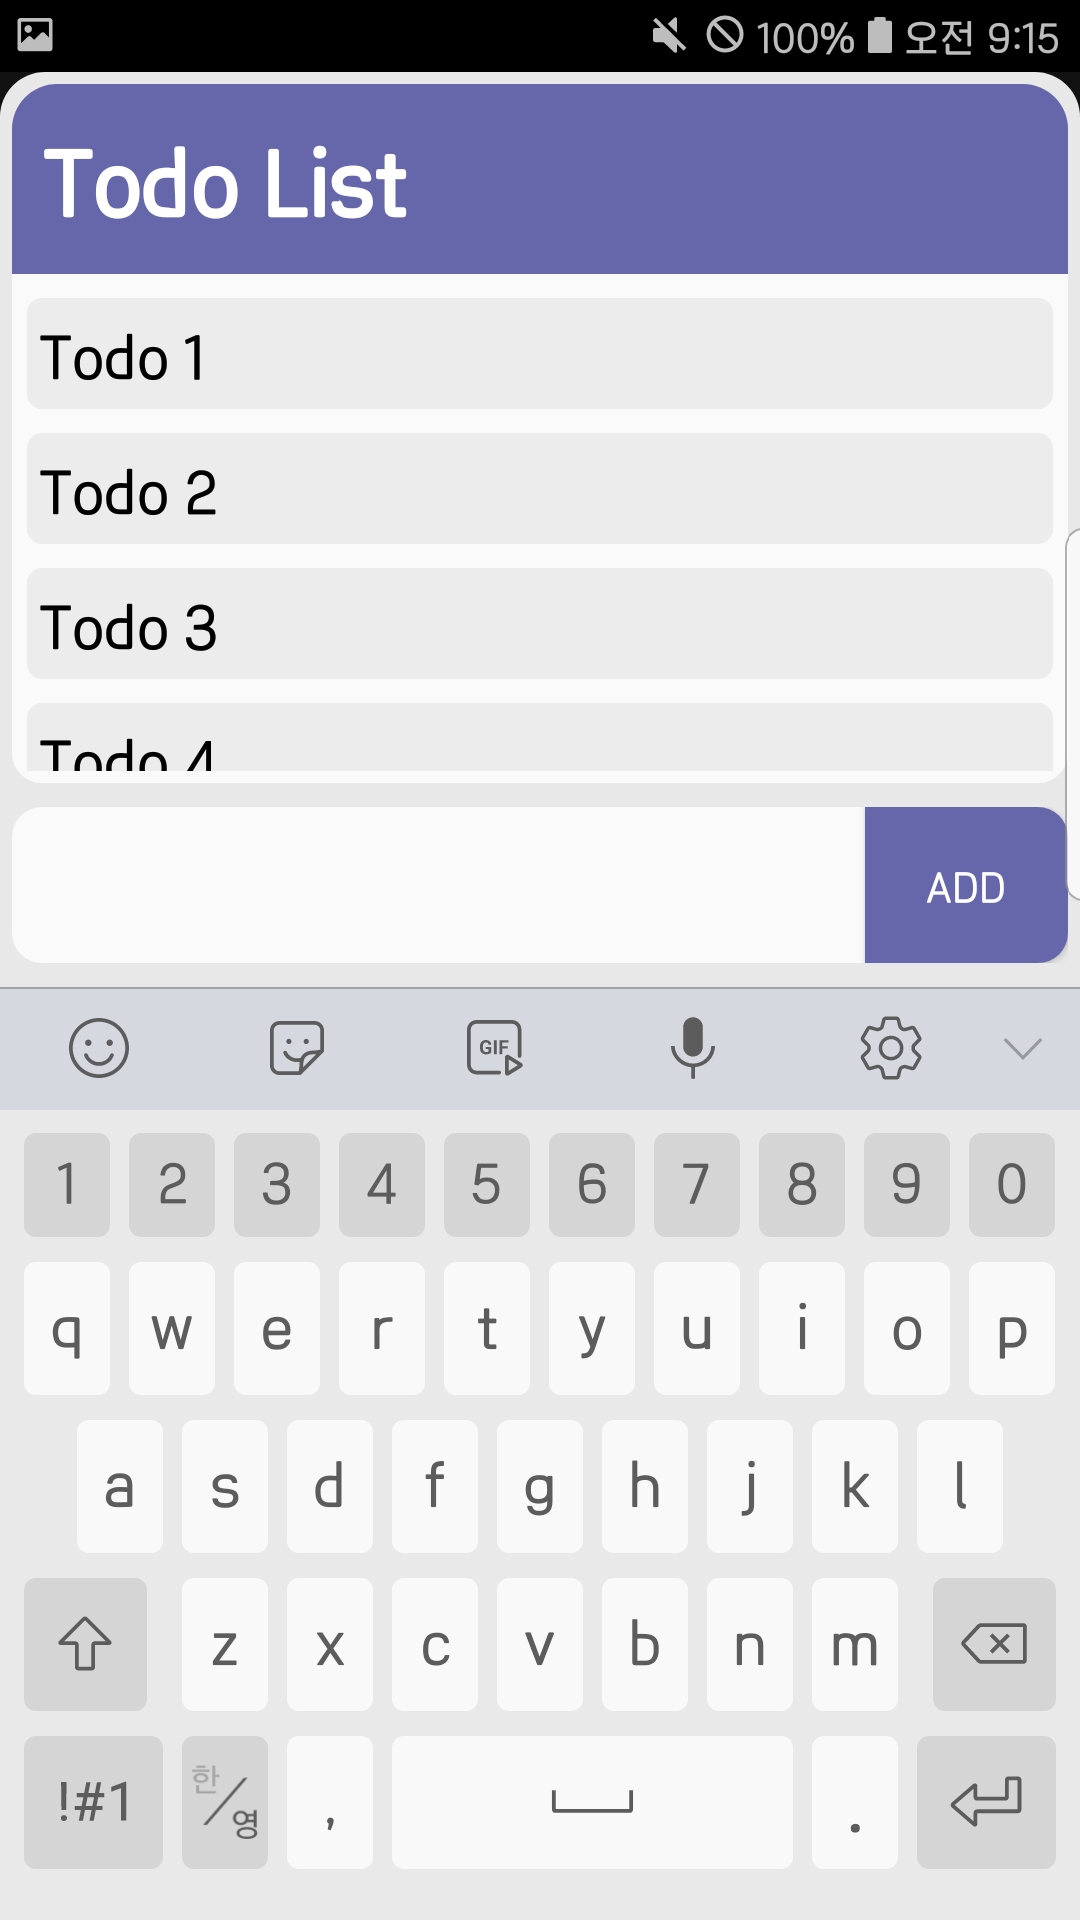 100% 오전 9:15
Todo List
Todo 1
Todo 2
Todo 3
Todo 4
ADD
GIF
1 2 3 4 5 6 7 8 9 0
q w e r t y u i o p
a s d f g h j k l
z x c v b n m
!#1 한/영 , .